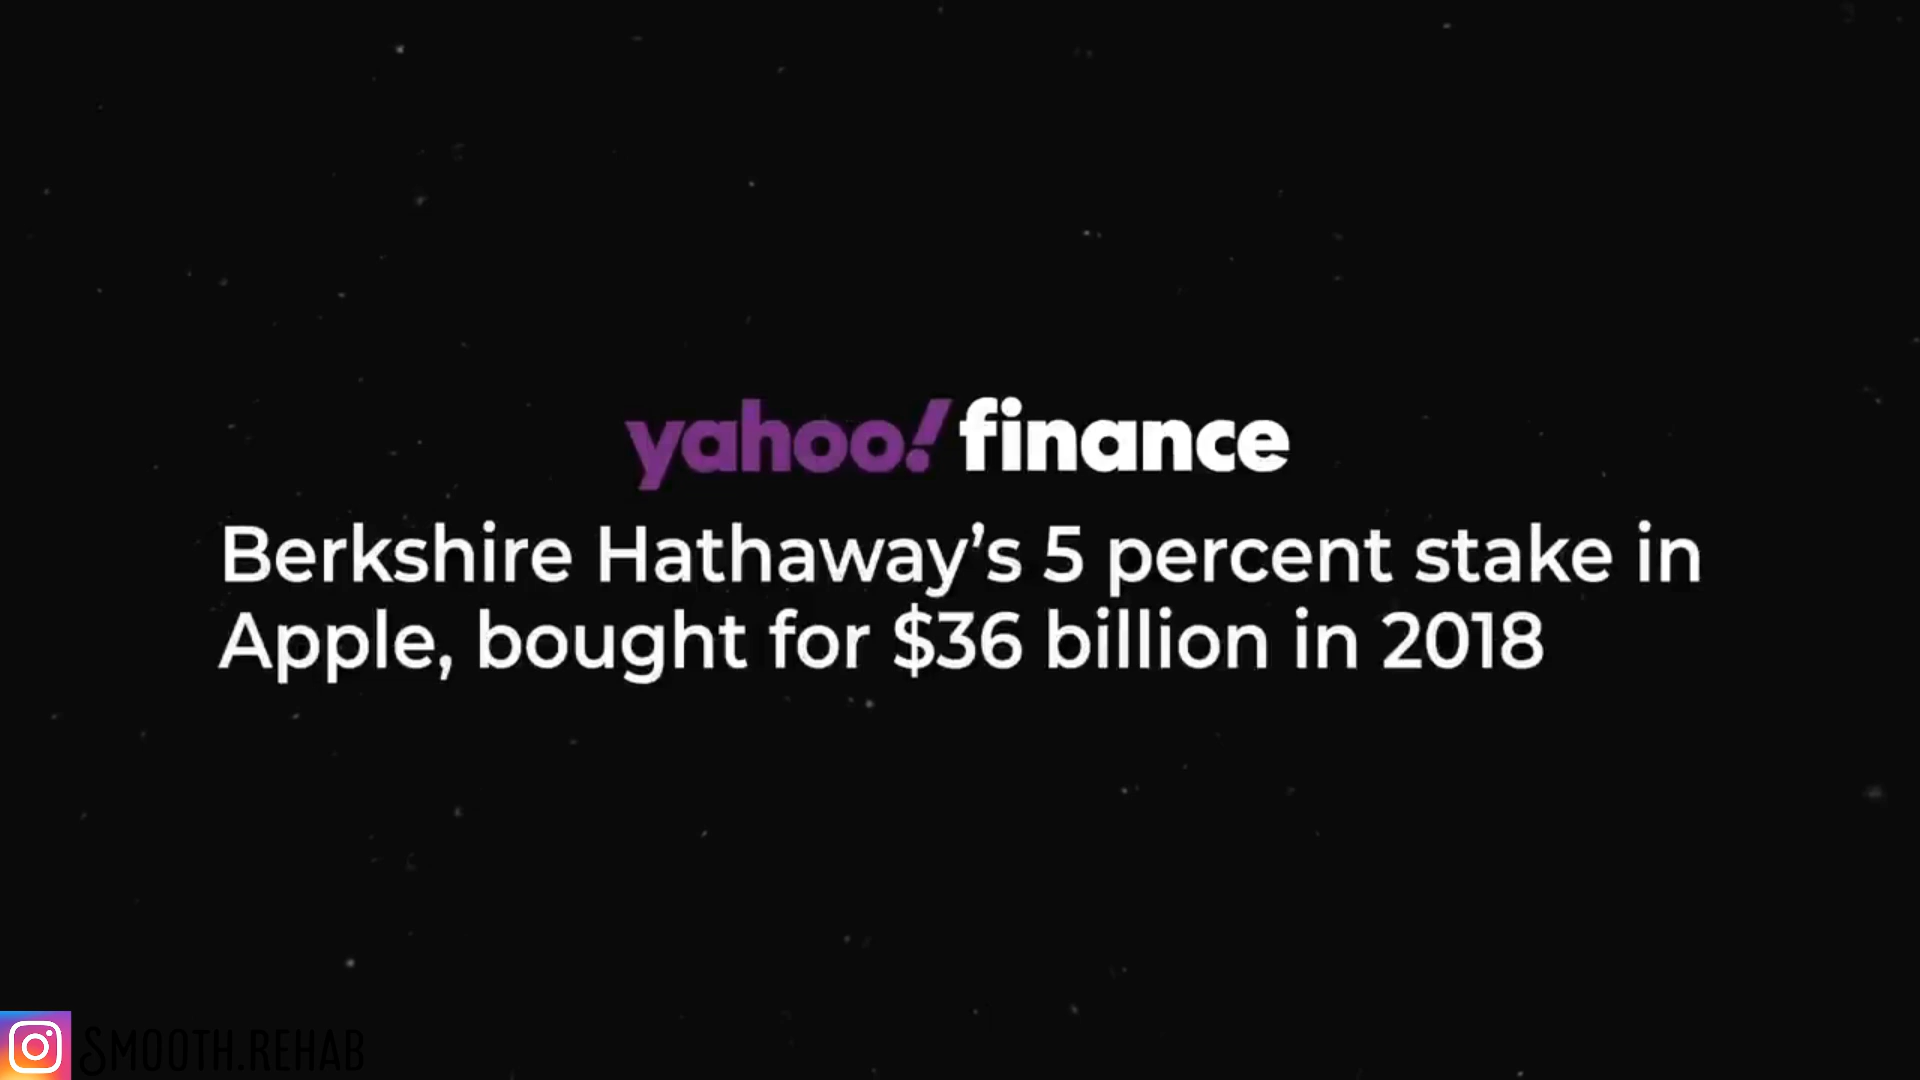 yahoo! finance
Berkshire Hathaway’s 5 percent stake in
Apple, bought for $36 billion in 2018
SMOOTH.REHAB